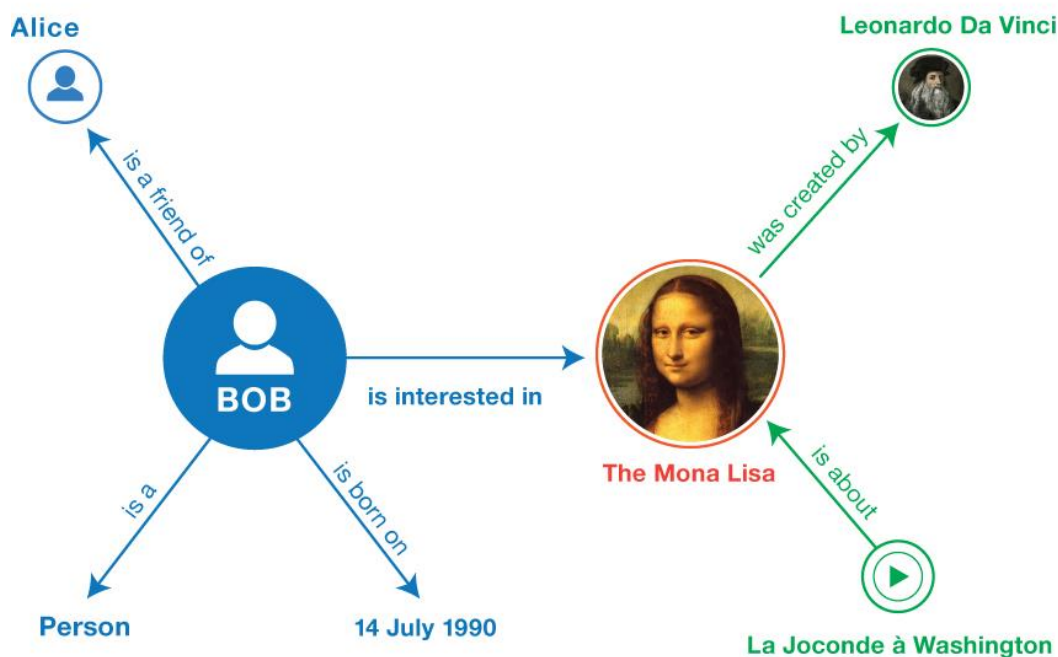 Alice
Leonardo Da Vinci
is a friend of
was created by
BOB
is interested in
The Mona Lisa
is a
is born on
is about
Person
14 July 1990
La Joconde à Washington